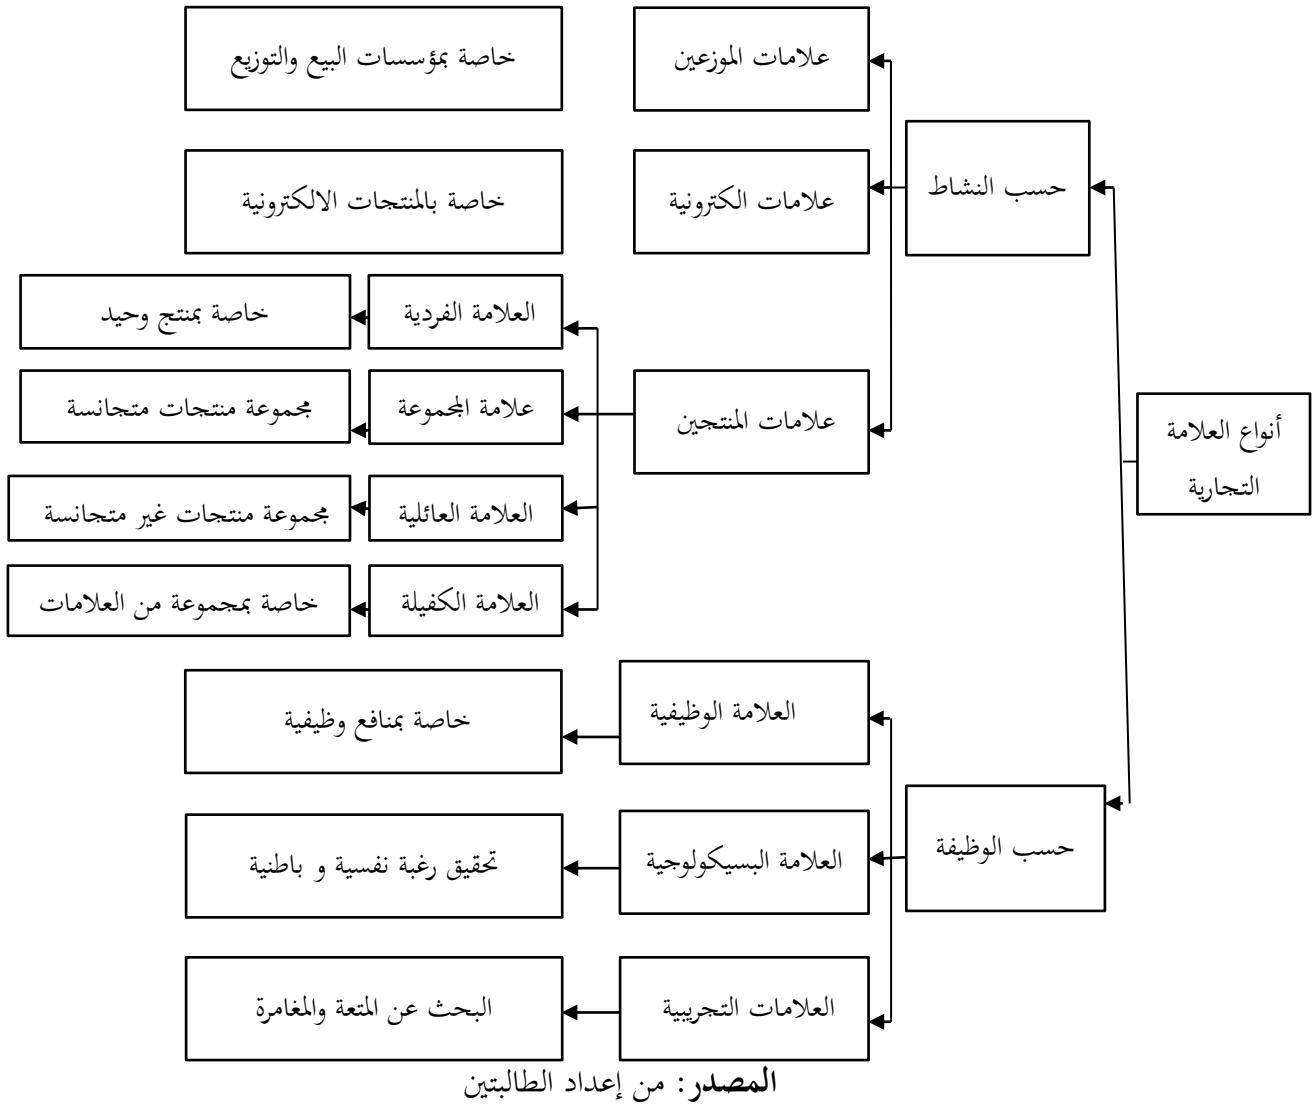 أنواع العلامة
التجارية
حسب النشاط
علامات الموزعين
خاصة بمؤسسات البيع والتوزيع
علامات الكترونية
خاصة بالمنتجات الالكترونية
علامات المنتجين
العلامة الفردية
خاصة بمنتج وحيد
علامة المجموعة
مجموعة منتجات متجانسة
العلامة العائلية
مجموعة منتجات غير متجانسة
العلامة الكفيلة
خاصة بمجموعة من العلامات
حسب الوظيفة
العلامة الوظيفية
خاصة بمنافع وظيفية
العلامة البسيكولوجية
تحقيق رغبة نفسية و باطنية
العلامات التجريبية
البحث عن المتعة والمغامرة
المصدر: من إعداد الطالبتين